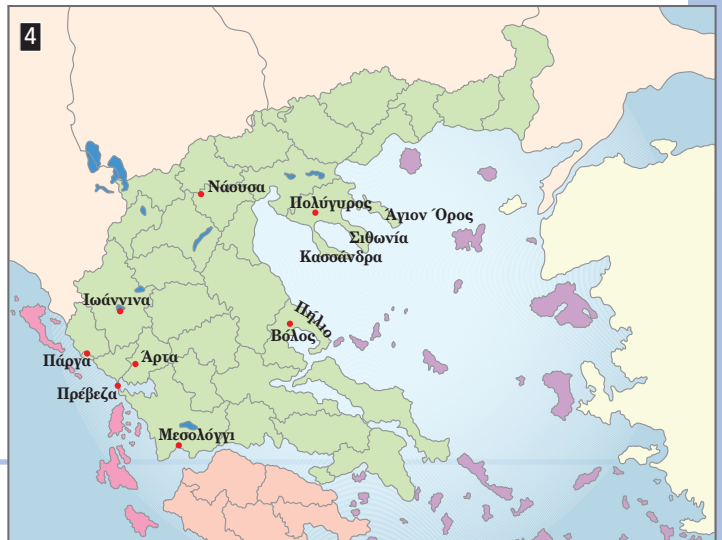 4
Νάουσα
Πολύγυρος
Άγιον Όρος
Σιθωνία
Κασσάνδρα
Ιωάννινα
Πήλιο
Βόλος
Πάργα
Άρτα
Πρέβεζα
Μεσολόγγι